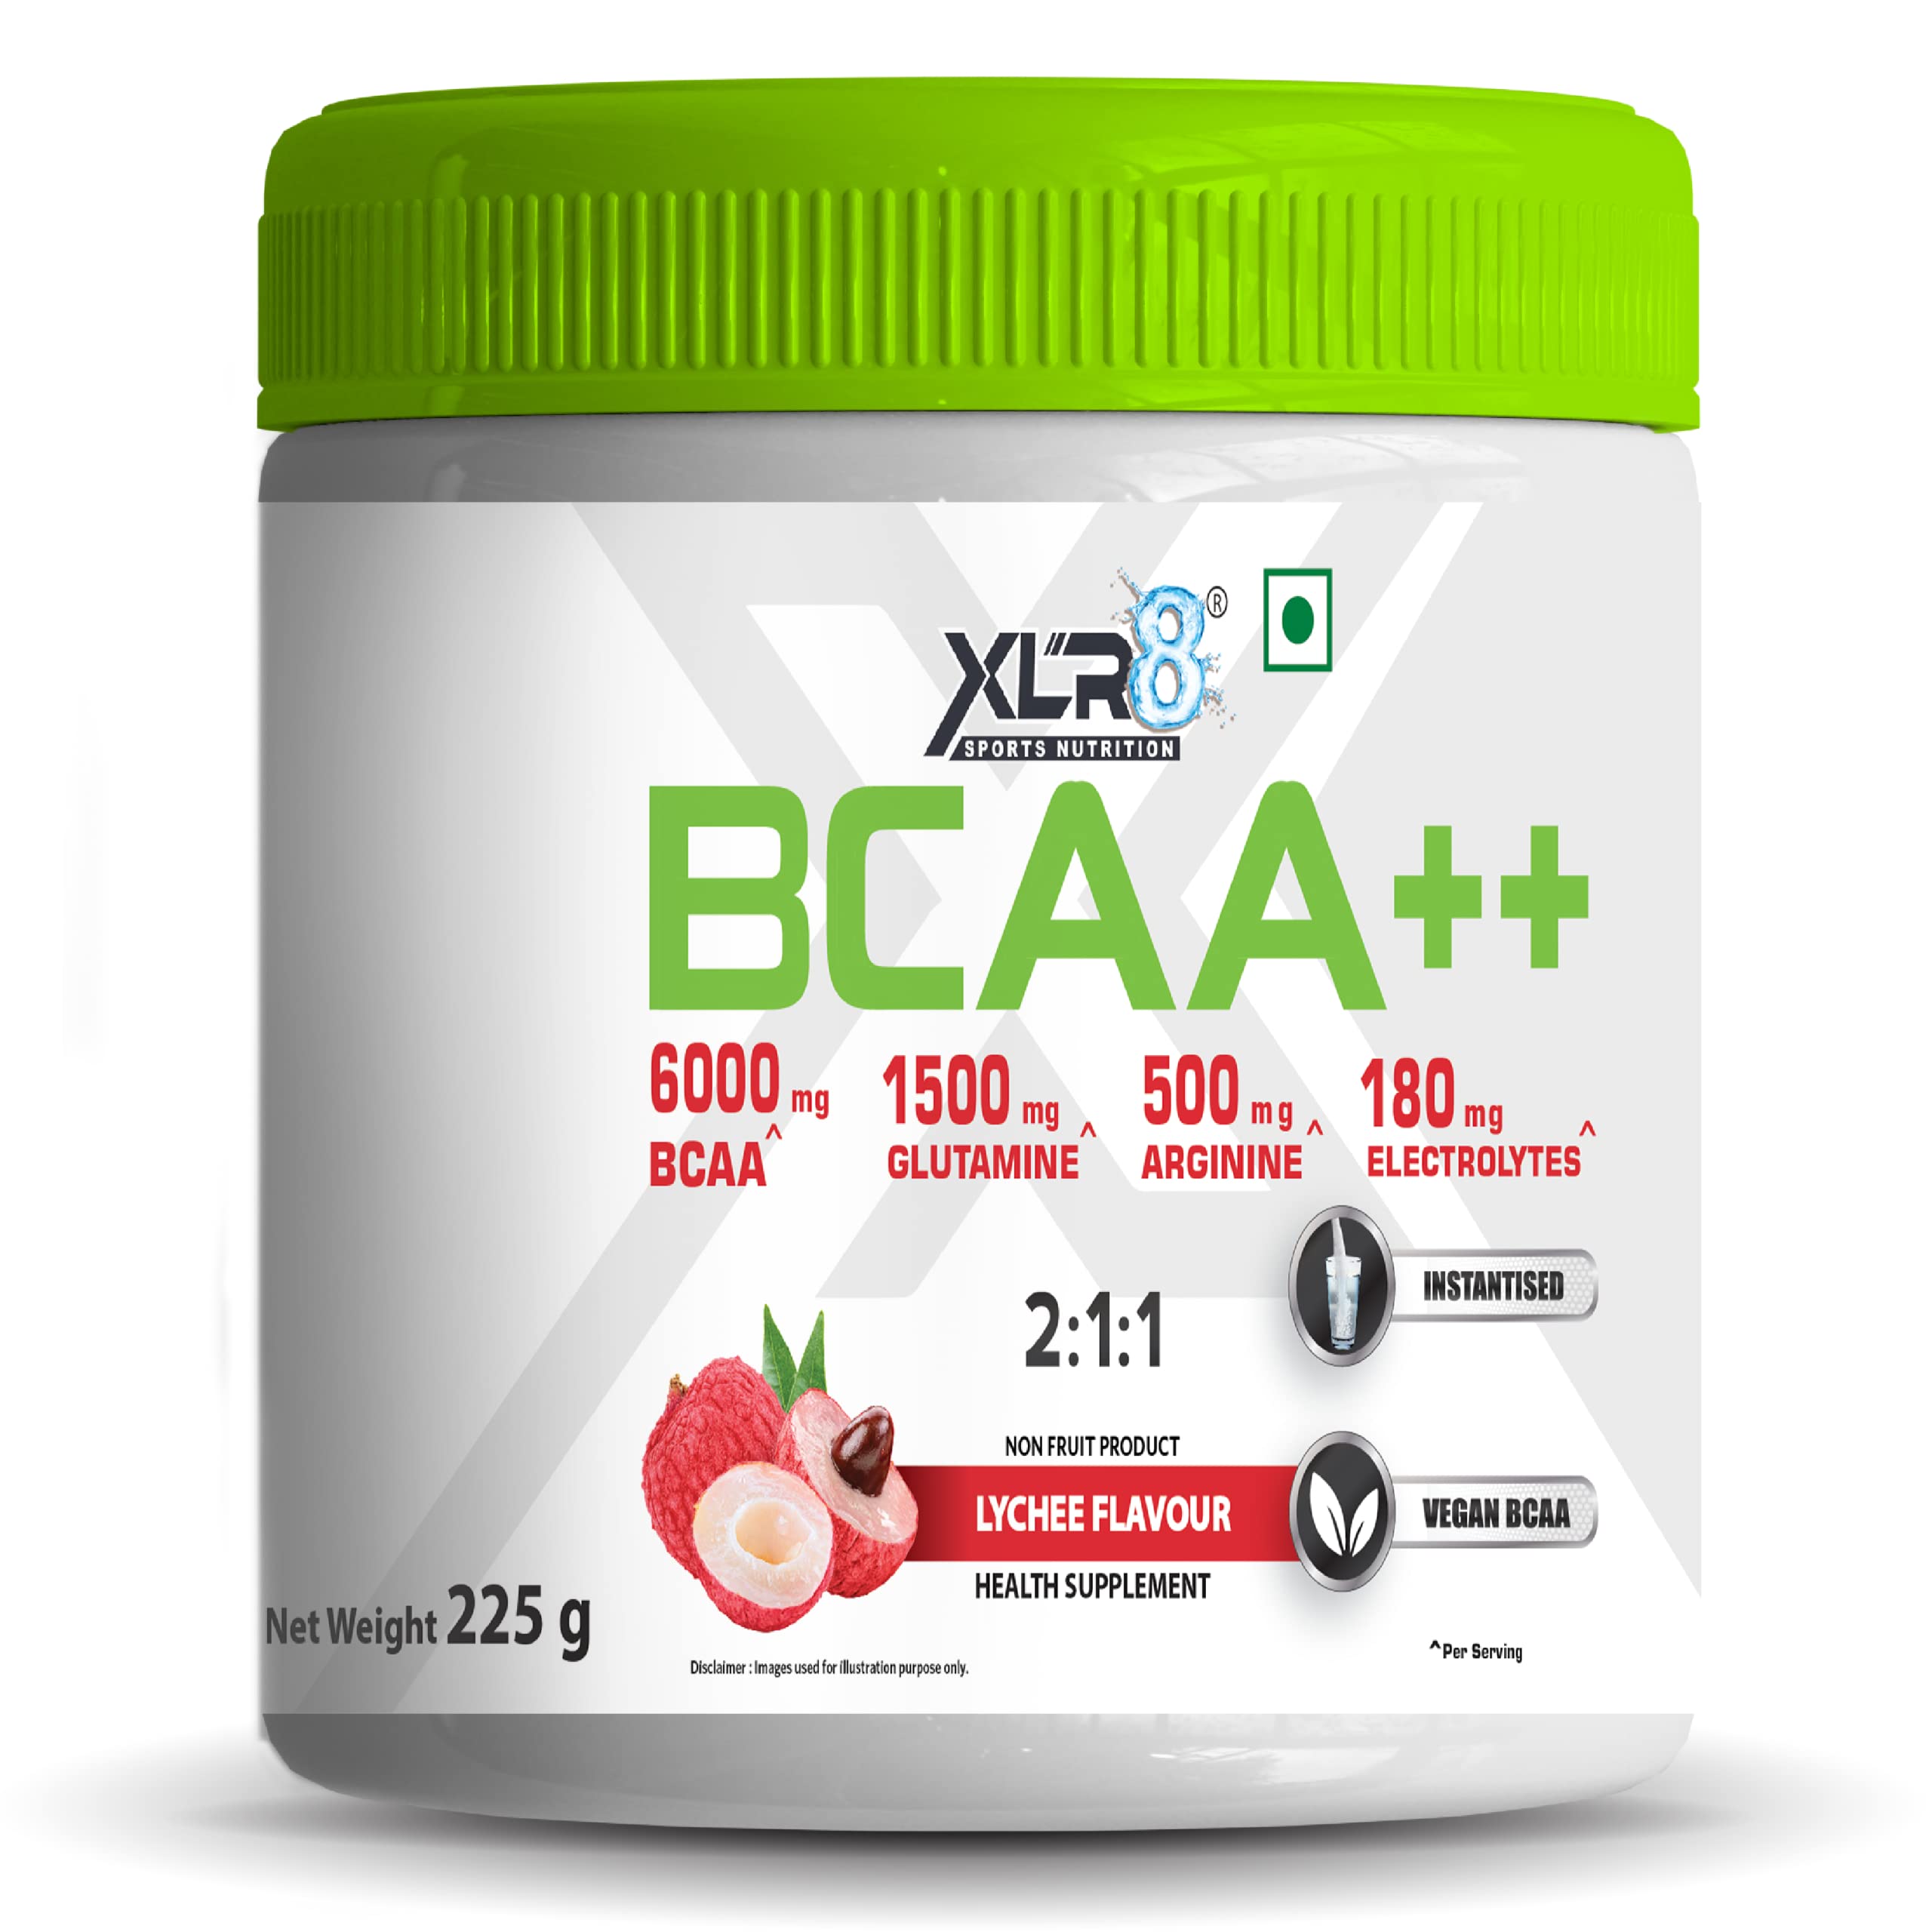 XLR8®
SPORTS NUTRITION
BCAA++
6000 mg
BCAA^
1500 mg
GLUTAMINE^
500 mg
ARGININE^
180 mg
ELECTROLYTES^
2:1:1
INSTANTISED
NON FRUIT PRODUCT
LYCHEE FLAVOUR
HEALTH SUPPLEMENT
VEGAN BCAA
Net Weight 225 g
^Per Serving
Disclaimer : Images used for illustration purpose only.